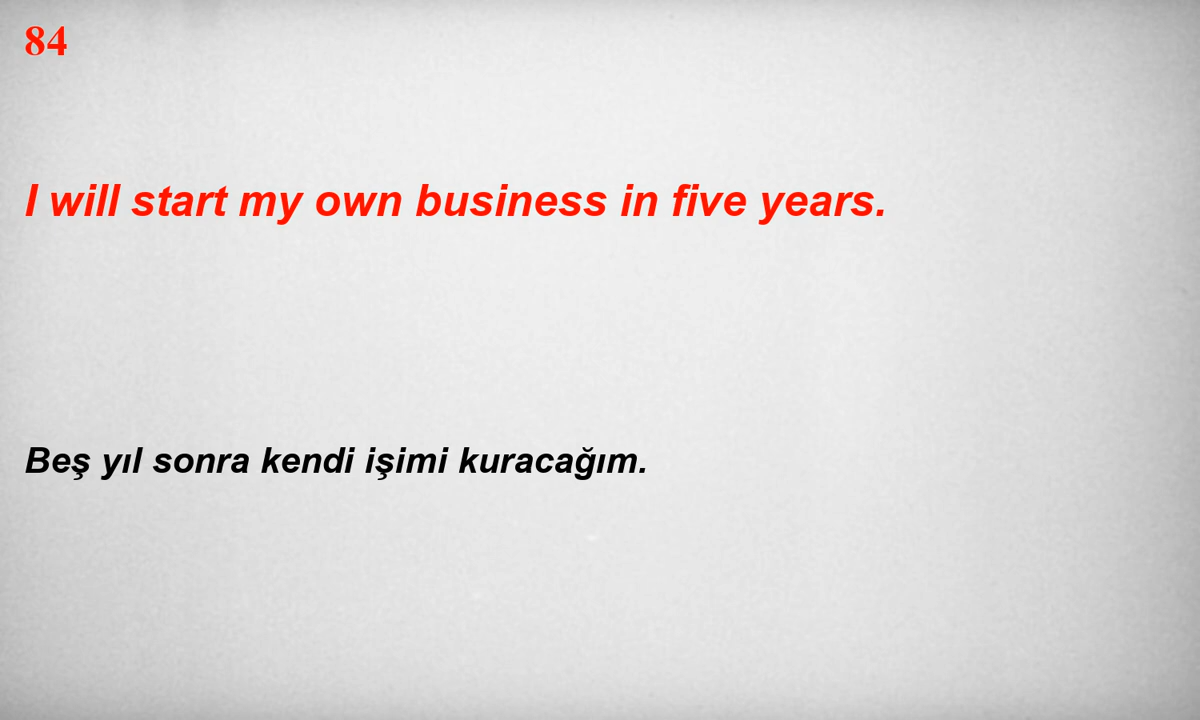 84
I will start my own business in five years.
Beş yıl sonra kendi işimi kuracağım.